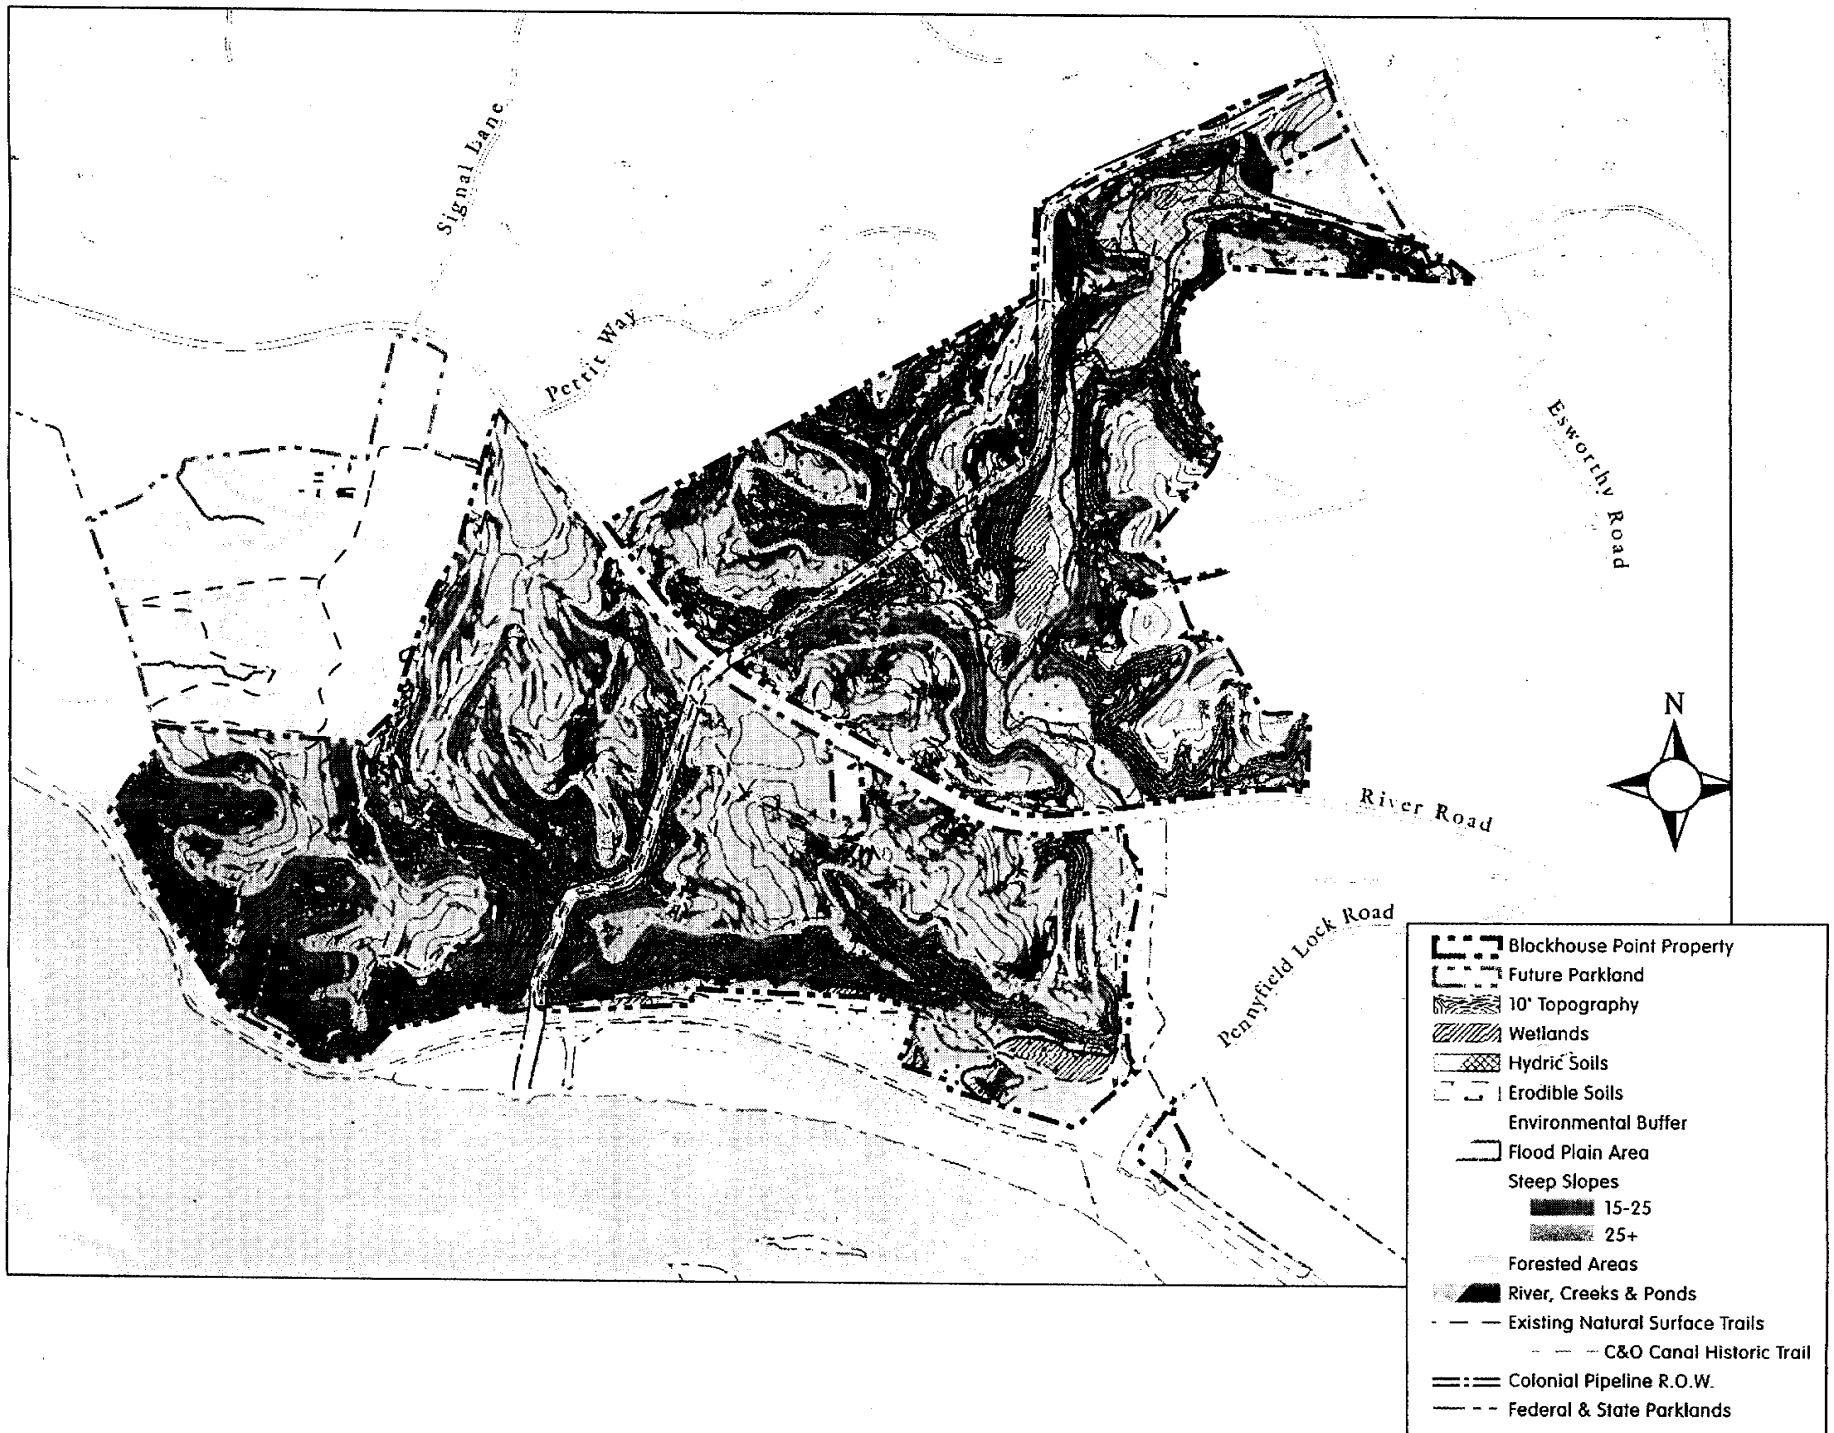 Signal Lane
Pettit Way
Esworthy Road
N
River Road
Pennyfield Lock Road
Blockhouse Point Property
Future Parkland
10' Topography
Wetlands
Hydric Soils
Erodible Soils
Environmental Buffer
Flood Plain Area
Steep Slopes
15-25
25+
Forested Areas
River, Creeks & Ponds
Existing Natural Surface Trails
C&O Canal Historic Trail
Colonial Pipeline R.O.W.
Federal & State Parklands